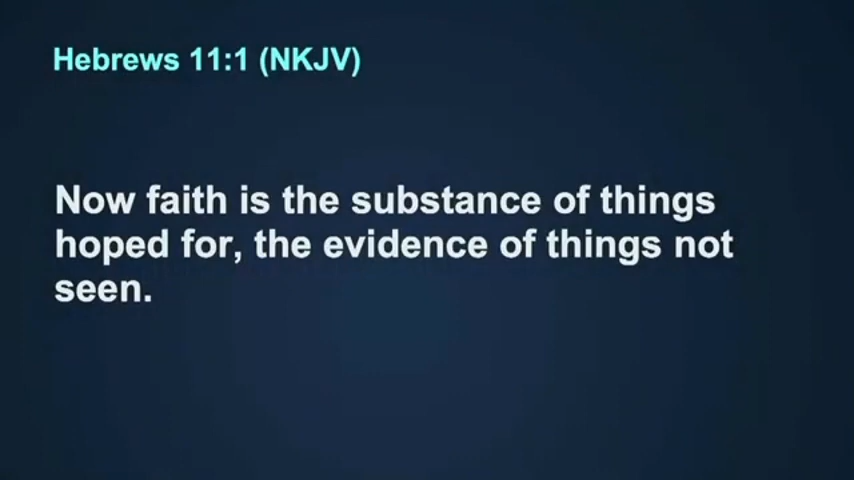 Hebrews 11:1 (NKJV)
Now faith is the substance of things
hoped for, the evidence of things not
seen.